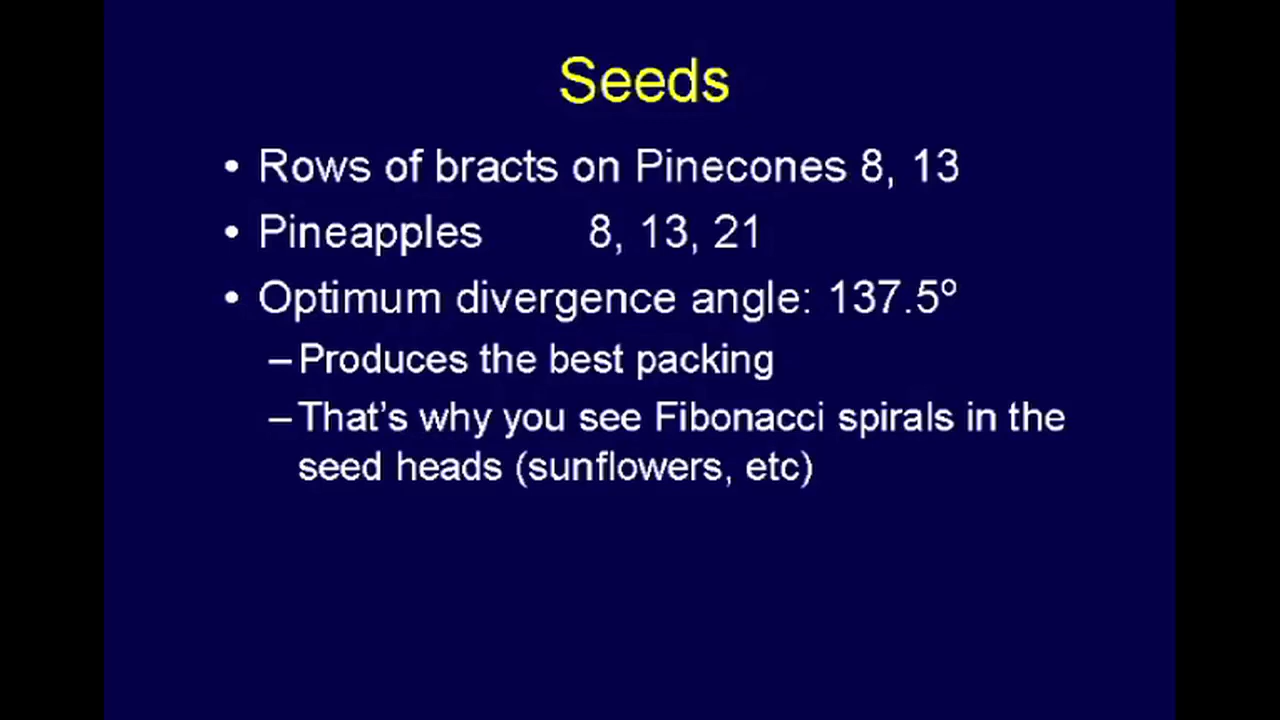 Seeds
• Rows of bracts on Pinecones 8, 13
• Pineapples 8, 13, 21
• Optimum divergence angle: 137.5º
–Produces the best packing
–That's why you see Fibonacci spirals in the
seed heads (sunflowers, etc)